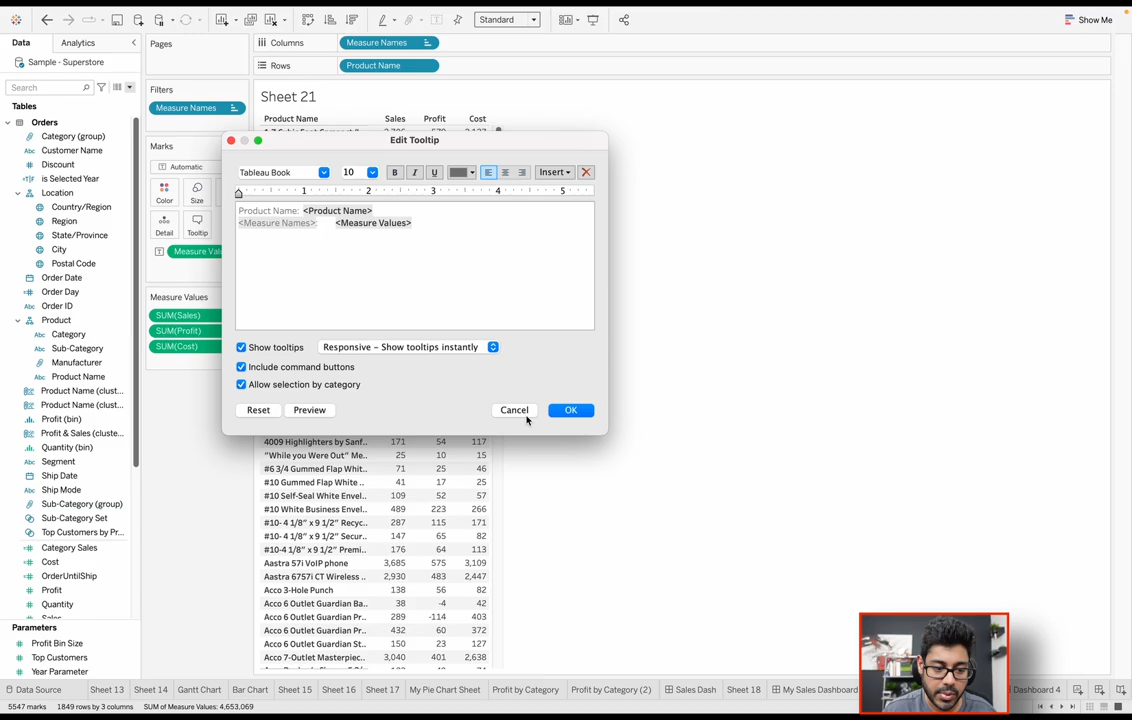 Standard
Show Me
Data
Analytics
Pages
Columns
Measure Names
Sample - Superstore
Rows
Product Name
Search
Filters
Tables
Measure Names
Sheet 21
Orders
Product Name
Sales
Profit
Cost
Category (group)
Customer Name
Edit Tooltip
Marks
Discount
Automatic
Tableau Book
10
B
I
U
Insert
is Selected Year
Location
Color
Size
1
2
3
4
5
Country/Region
Product Name: <Product Name>
Region
<Measure Names>: <Measure Values>
State/Province
Detail
Tooltip
City
Measure Val
Postal Code
Order Date
Order Day
Measure Values
Order ID
SUM(Sales)
Product
SUM(Profit)
Category
SUM(Cost)
Show tooltips
Responsive – Show tooltips instantly
Sub-Category
Include command buttons
Manufacturer
Allow selection by category
Product Name
Product Name (clust...
Product Name (clust...
Reset
Preview
Cancel
OK
Profit (bin)
Profit & Sales (cluste...
Quantity (bin)
Segment
Ship Date
Ship Mode
Sub-Category (group)
Sub-Category Set
Top Customers by Pr...
Category Sales
Cost
OrderUntilShip
Profit
Quantity
4009 Highlighters by Sanf.. 171 54 117
"While you Were Out" Me... 25 10 15
#6 3/4 Gummed Flap Whit... 71 25 46
#10 Gummed Flap White .. 41 17 25
#10 Self-Seal White Envel.. 109 52 57
#10 White Business Envel.. 489 223 266
#10- 4 1/8" x 9 1/2" Recyc.. 287 115 171
#10- 4 1/8" x 9 1/2" Secur.. 147 65 82
#10-4 1/8" x 9 1/2" Premi.. 176 64 113
Aastra 57i VoIP phone 3,685 575 3,109
Aastra 6757i CT Wireless .. 2,930 483 2,447
Acco 3-Hole Punch 138 56 82
Acco 6 Outlet Guardian Ba.. 38 -4 42
Acco 6 Outlet Guardian Pr.. 289 -114 403
Acco 6 Outlet Guardian Pr.. 432 60 372
Acco 6 Outlet Guardian St.. 150 23 127
Acco 7-Outlet Masterpiec.. 3,040 401 2,638
Parameters
Profit Bin Size
Top Customers
Year Parameter
Data Source
Sheet 13
Sheet 14
Gantt Chart
Bar Chart
Sheet 15
Sheet 16
Sheet 17
My Pie Chart Sheet
Profit by Category
Profit by Category (2)
Sales Dash
Sheet 18
My Sales Dashboard
Dashboard 4
5547 marks
1849 rows by 3 columns
SUM of Measure Values: 4,653,069